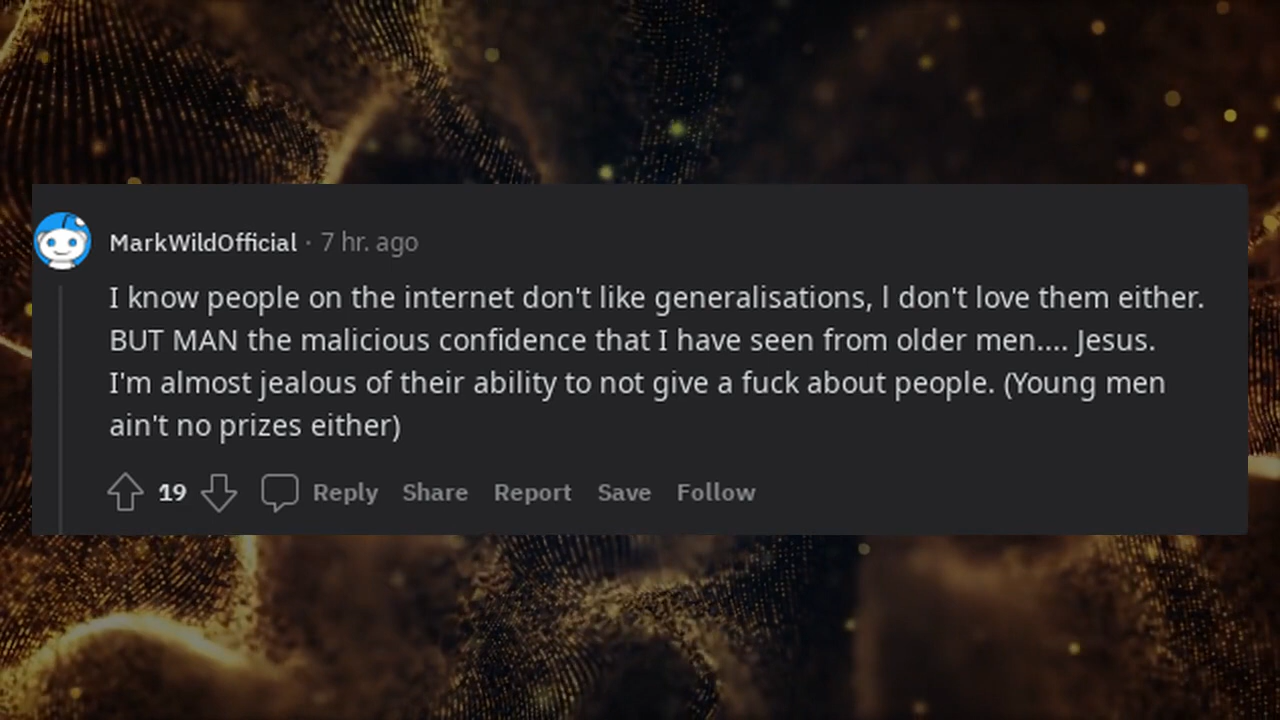 MarkWildOfficial · 7 hr. ago
I know people on the internet don't like generalisations, l don't love them either.
BUT MAN the malicious confidence that I have seen from older men.... Jesus.
I'm almost jealous of their ability to not give a fuck about people. (Young men
ain't no prizes either)
19 Reply Share Report Save Follow